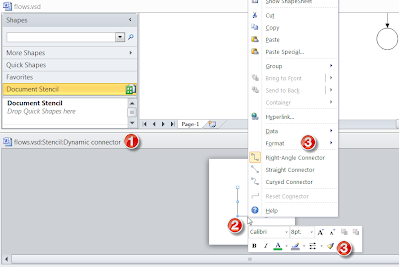 flows.vsd
Shapes
More Shapes
Quick Shapes
Favorites
Document Stencil
Document Stencil
Drop Quick Shapes here
Page-1
flows.vsd:Stencil:Dynamic connector
1
Show ShapeSheet
Cut
Copy
Paste
Paste Special...
Group
Bring to Front
Send to Back
Container
Hyperlink...
Data
Format
3
Right-Angle Connector
Straight Connector
Curved Connector
Reset Connector
Help
2
Calibri
8pt.
A A
B I A
3